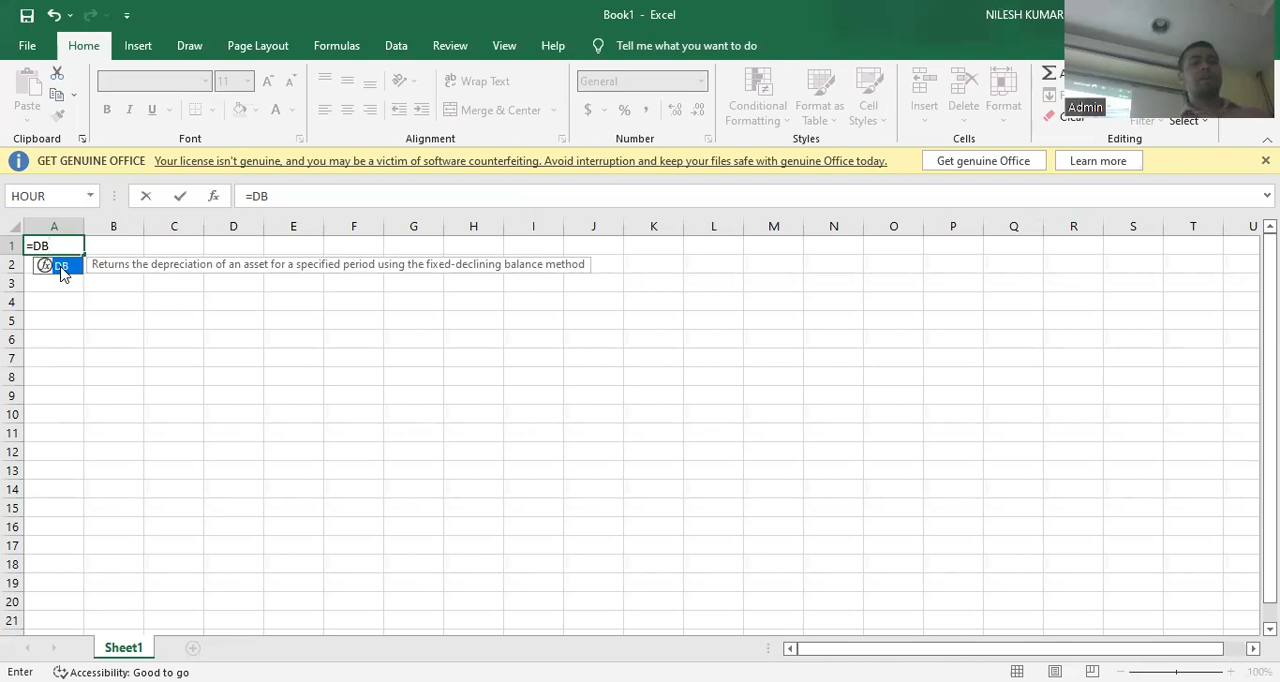 Book1 - Excel
NILESH KUMAR
File Home Insert Draw Page Layout Formulas Data Review View Help Tell me what you want to do
Paste
11
Wrap Text
General
Conditional Formatting
Format as Table
Cell Styles
Insert
Delete
Format
Admin
B I U
A
Merge & Center
$ % ,
Select
Clipboard Font Alignment Number Styles Cells Editing
GET GENUINE OFFICE Your license isn't genuine, and you may be a victim of software counterfeiting. Avoid interruption and keep your files safe with genuine Office today. Get genuine Office Learn more
HOUR fx =DB
A B C D E F G H I J K L M N O P Q R S T U
1 =DB
2 DB Returns the depreciation of an asset for a specified period using the fixed-declining balance method
3
4
5
6
7
8
9
10
11
12
13
14
15
16
17
18
19
20
21
Sheet1
Enter Accessibility: Good to go 100%